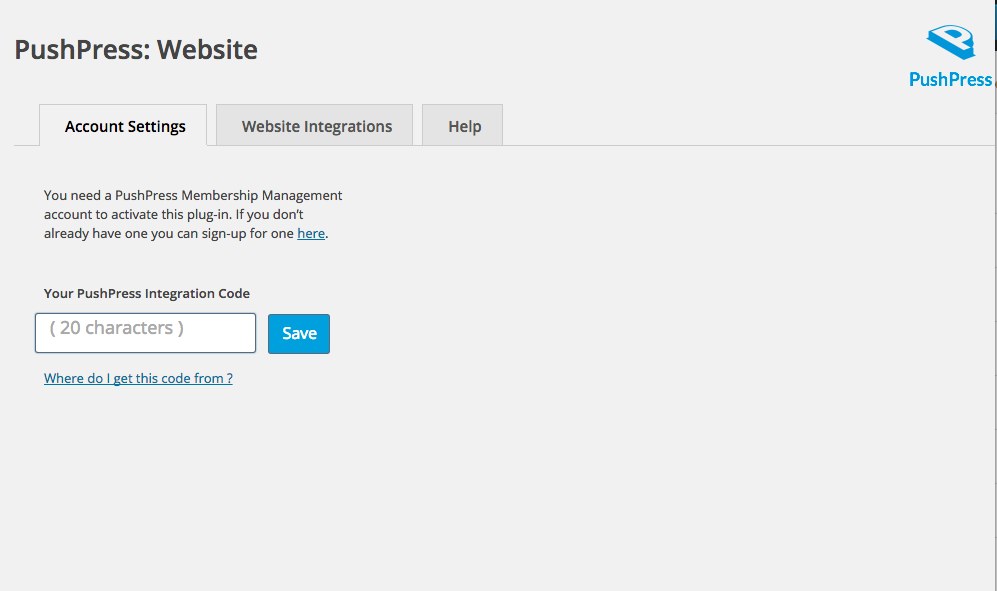 PushPress: Website
PushPress
Account Settings
Website Integrations
Help
You need a PushPress Membership Management
account to activate this plug-in. If you don't
already have one you can sign-up for one here.
Your PushPress Integration Code
( 20 characters )
Save
Where do I get this code from ?